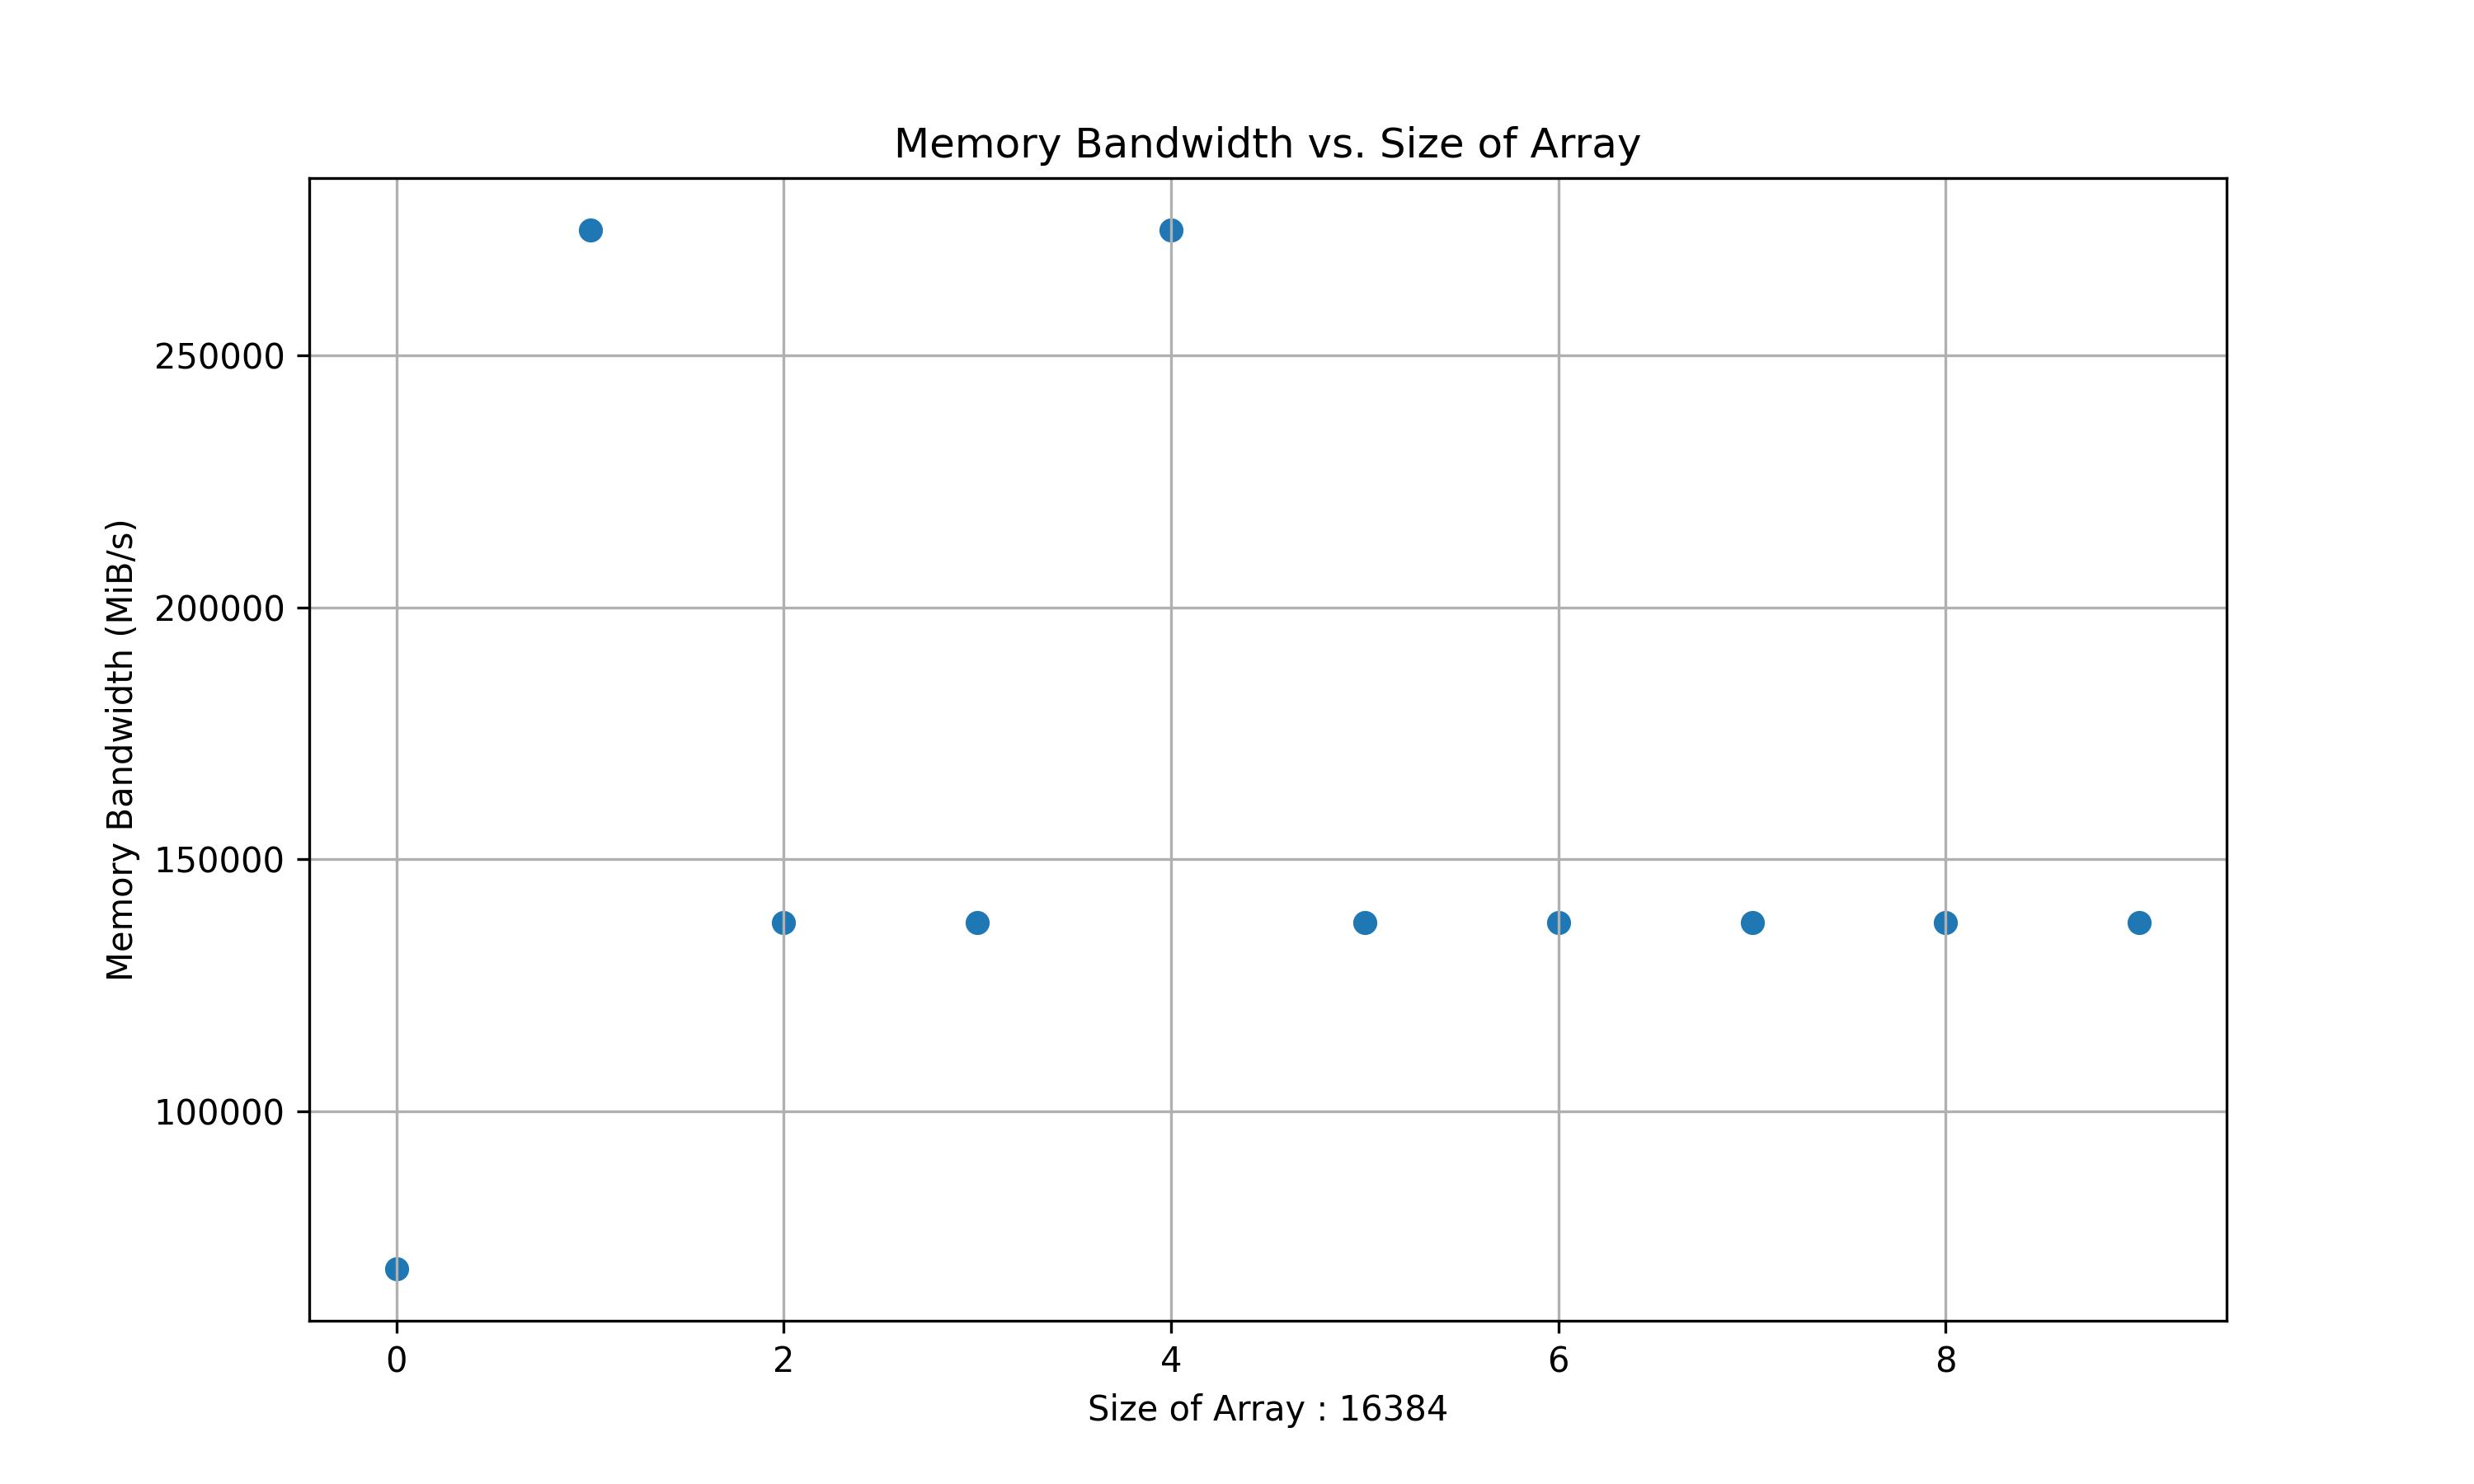 Memory Bandwidth vs. Size of Array
250000
200000
150000
100000
Memory Bandwidth (MiB/s)
0 2 4 6 8
Size of Array : 16384